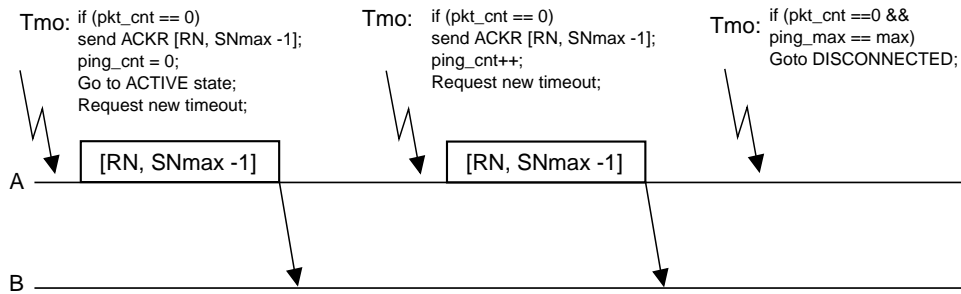 Tmo: if (pkt_cnt == 0)
send ACKR [RN, SNmax -1];
ping_cnt = 0;
Go to ACTIVE state;
Request new timeout;
Tmo: if (pkt_cnt == 0)
send ACKR [RN, SNmax -1];
ping_cnt++;
Request new timeout;
Tmo: if (pkt_cnt ==0 &&
ping_max == max)
Goto DISCONNECTED;
[RN, SNmax -1]
[RN, SNmax -1]
A
B